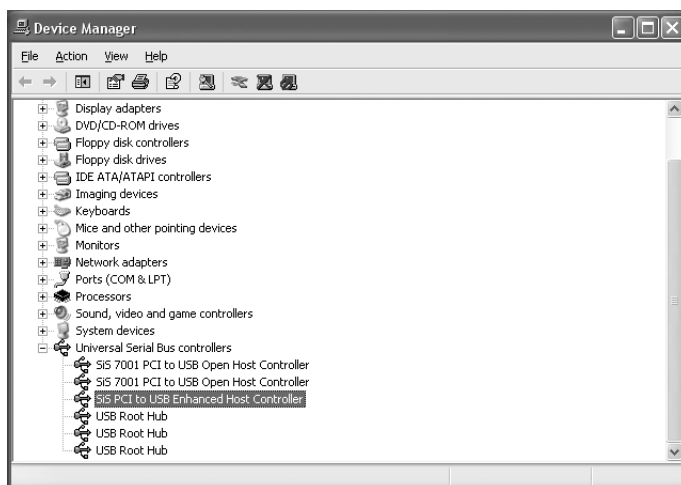 Device Manager
File Action View Help
Display adapters
DVD/CD-ROM drives
Floppy disk controllers
Floppy disk drives
IDE ATA/ATAPI controllers
Imaging devices
Keyboards
Mice and other pointing devices
Monitors
Network adapters
Ports (COM & LPT)
Processors
Sound, video and game controllers
System devices
Universal Serial Bus controllers
SiS 7001 PCI to USB Open Host Controller
SiS 7001 PCI to USB Open Host Controller
SiS PCI to USB Enhanced Host Controller
USB Root Hub
USB Root Hub
USB Root Hub